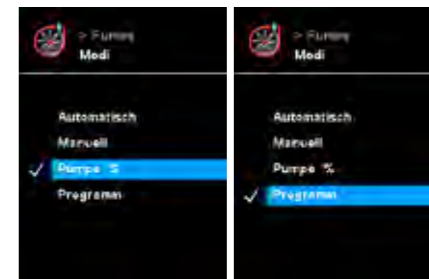 > Pumpe
Modi
Automatisch
Manuell
Pumpe %
Programm
> Pumpe
Modi
Automatisch
Manuell
Pumpe %
Programm